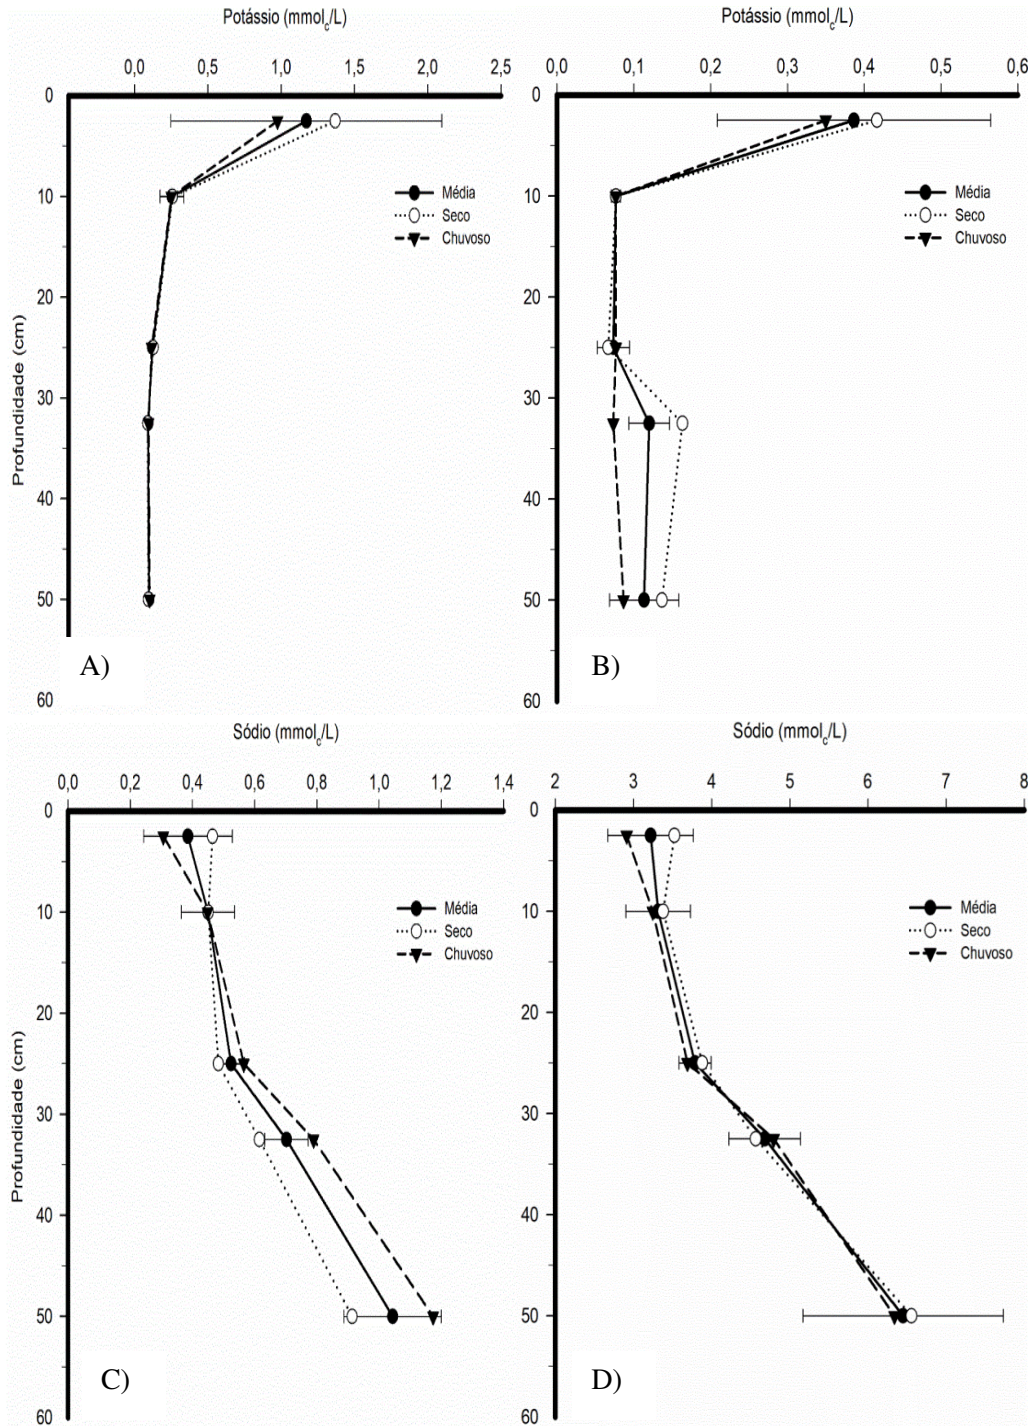 Potássio (mmolc/L)
0,0 0,5 1,0 1,5 2,0 2,5
0
10
20
30
40
50
60
Profundidade (cm)
Média
Seco
Chuvoso
A)
Potássio (mmolc/L)
0,0 0,1 0,2 0,3 0,4 0,5 0,6
0
10
20
30
40
50
60
Média
Seco
Chuvoso
B)
Sódio (mmolc/L)
0,0 0,2 0,4 0,6 0,8 1,0 1,2 1,4
0
10
20
30
40
50
60
Profundidade (cm)
Média
Seco
Chuvoso
C)
Sódio (mmolc/L)
2 3 4 5 6 7 8
0
10
20
30
40
50
60
Média
Seco
Chuvoso
D)